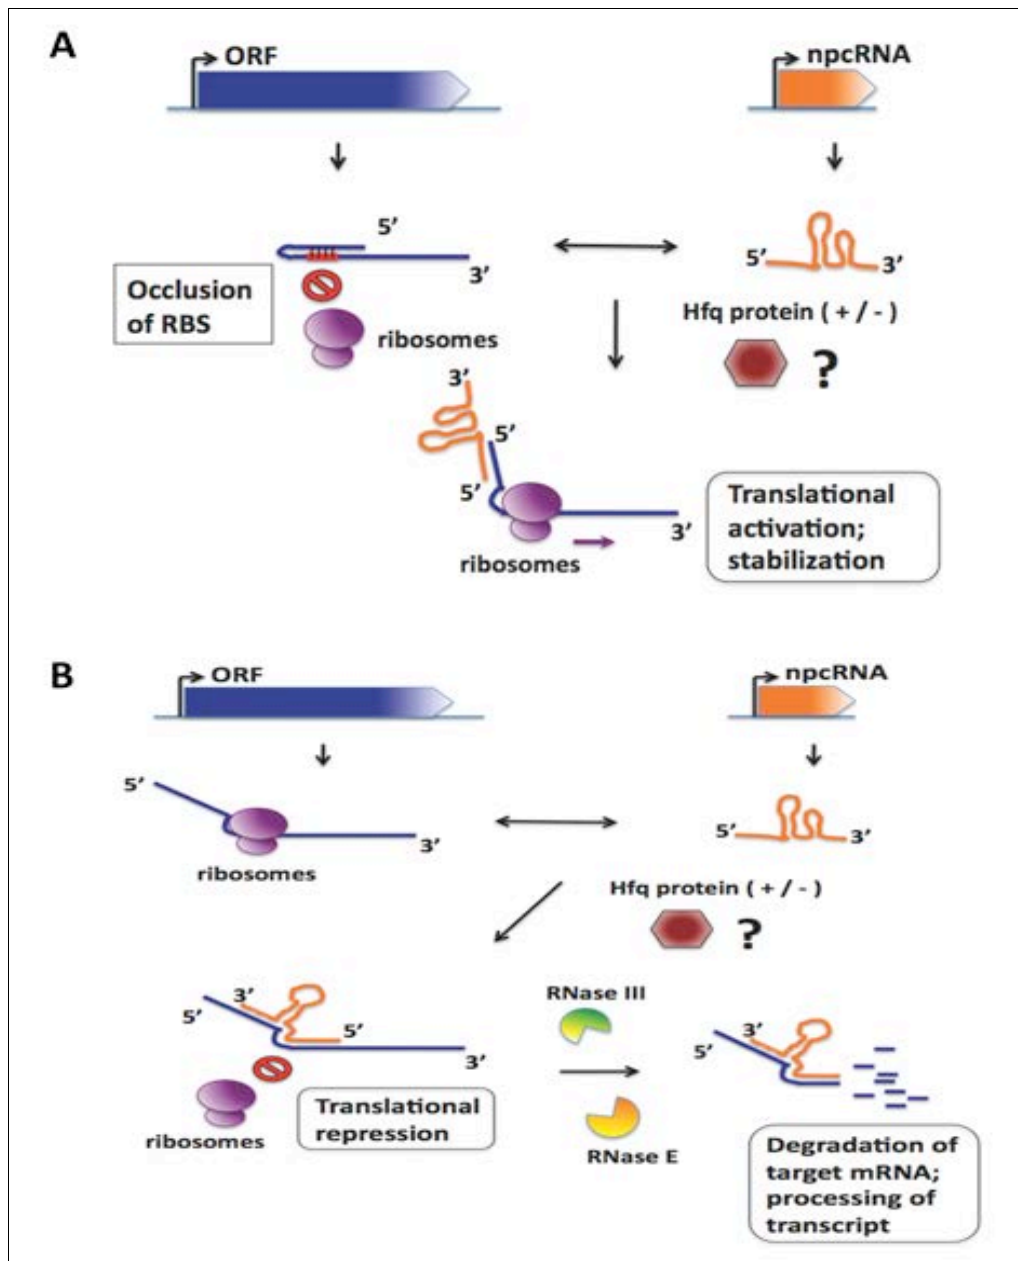 A
ORF
npcRNA
5'
3'
5'
3'
Occlusion
of RBS
ribosomes
Hfq protein ( + / - )
?
3'
5'
5'
3'
ribosomes
Translational
activation;
stabilization
B
ORF
npcRNA
5'
3'
ribosomes
5'
3'
Hfq protein ( + / - )
?
3'
5'
5'
3'
ribosomes
Translational
repression
RNase III
RNase E
3'
5'
Degradation of
target mRNA;
processing of
transcript